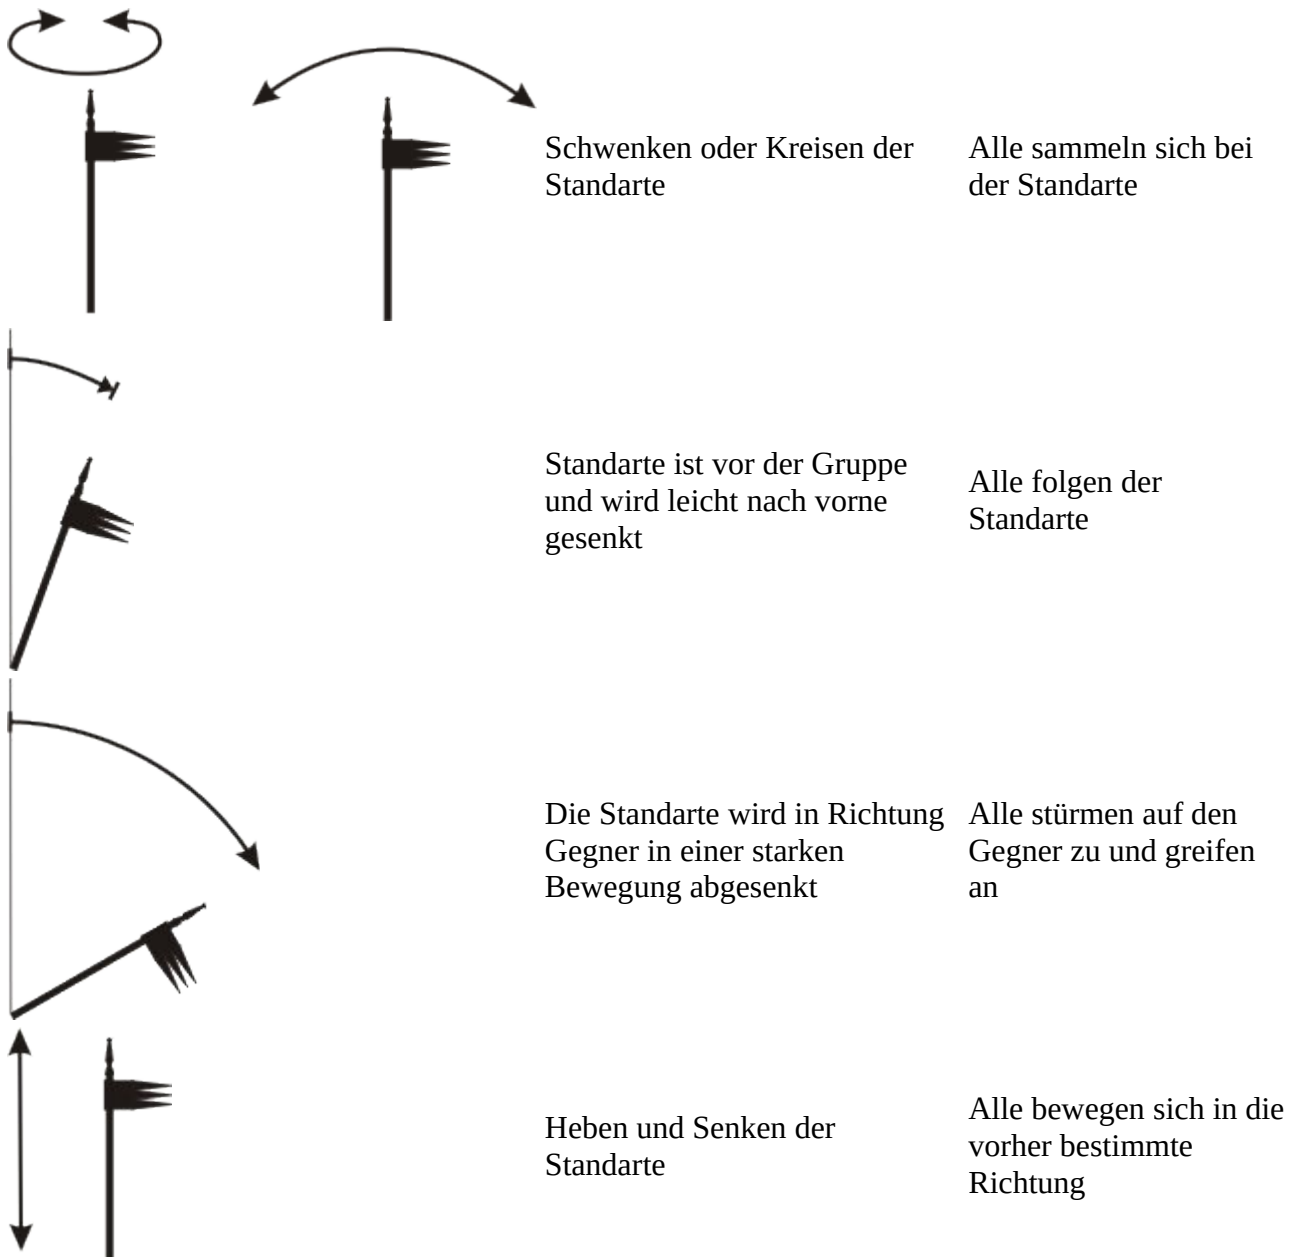 Schwenken oder Kreisen der
Standarte
Alle sammeln sich bei
der Standarte
Standarte ist vor der Gruppe
und wird leicht nach vorne
gesenkt
Alle folgen der
Standarte
Die Standarte wird in Richtung
Gegner in einer starken
Bewegung abgesenkt
Alle stürmen auf den
Gegner zu und greifen
an
Heben und Senken der
Standarte
Alle bewegen sich in die
vorher bestimmte
Richtung